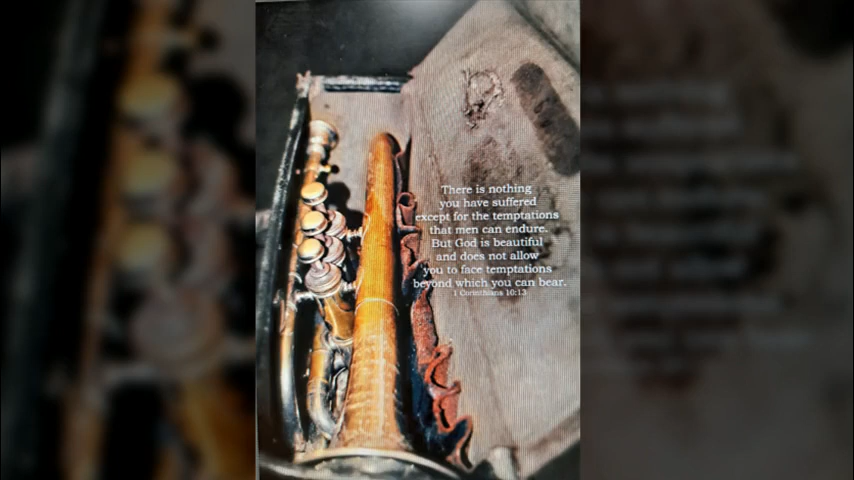 There is nothing
you have suffered
except for the temptations
that men can endure.
But God is beautiful
and does not allow
you to face temptations
beyond which you can bear.
1 Corinthians 10:13